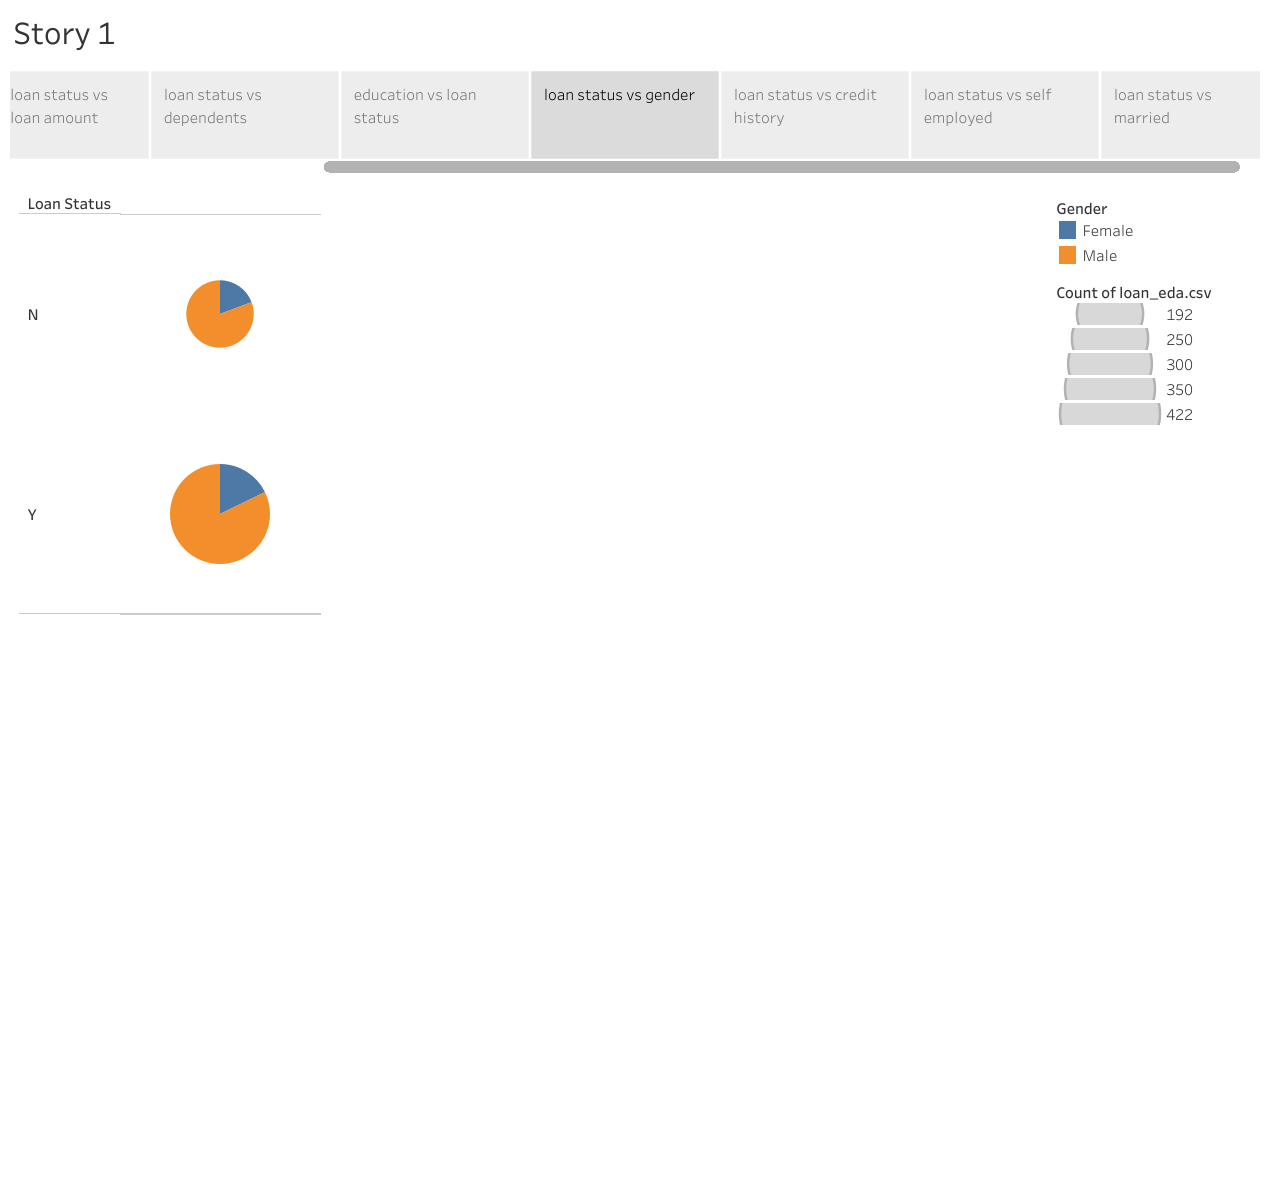 Story 1
loan status vs
loan amount
loan status vs
dependents
education vs loan
status
loan status vs gender
loan status vs credit
history
loan status vs self
employed
loan status vs
married
Loan Status
N
Y
Gender
Female
Male
Count of loan_eda.csv
192
250
300
350
422